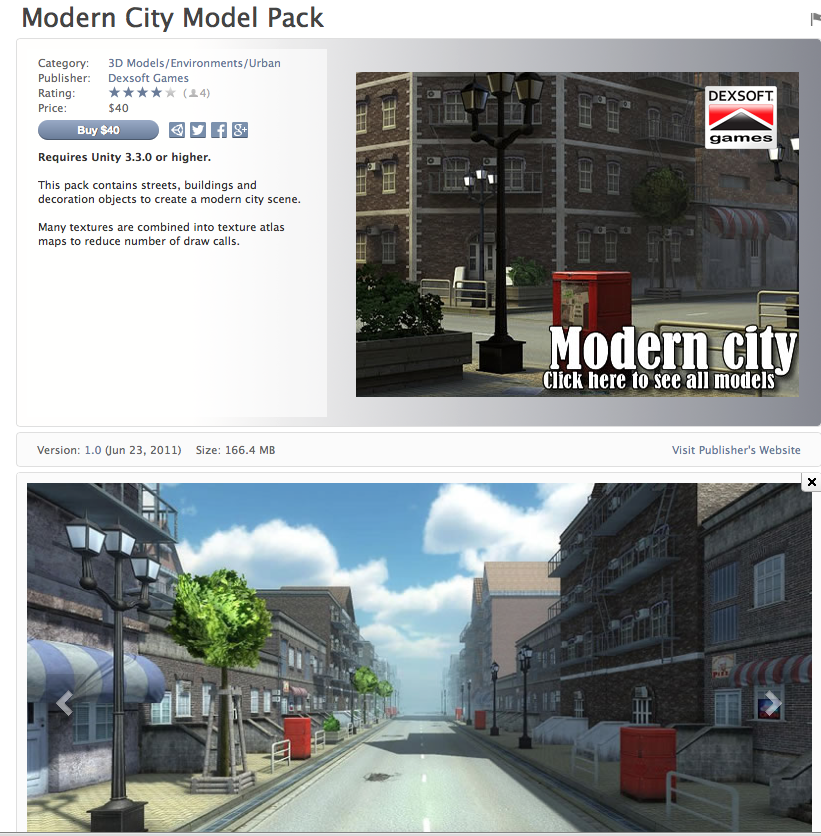 Modern City Model Pack
Category: 3D Models/Environments/Urban
Publisher: Dexsoft Games
Rating: (4)
Price: $40
Buy $40
Requires Unity 3.3.0 or higher.
This pack contains streets, buildings and
decoration objects to create a modern city scene.
Many textures are combined into texture atlas
maps to reduce number of draw calls.
DEXSOFT
games
Modern city
Click here to see all models
Version: 1.0 (Jun 23, 2011) Size: 166.4 MB
Visit Publisher's Website